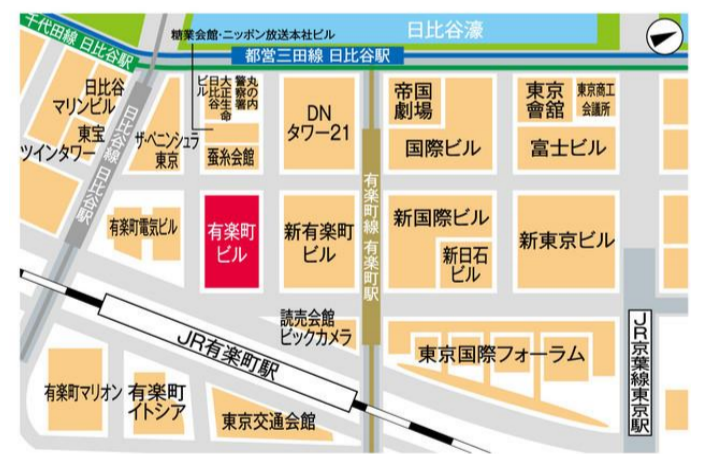 糖業会館・ニッポン放送本社ビル
日比谷濠
千代田線 日比谷駅
都営三田線 日比谷駅
日比谷
マリンビル
東宝
ツインタワー
日比谷線 日比谷駅
ザ・ペニンシュラ
東京
丸の内
警察署
大正生命
日比谷
ビル
蚕糸会館
DN
タワー21
帝国
劇場
国際ビル
東京
會舘
東京商工
会議所
富士ビル
有楽町電気ビル
有楽町
ビル
新有楽町
ビル
有楽町線 有楽町駅
新国際ビル
新日石
ビル
新東京ビル
読売会館
ビックカメラ
JR有楽町駅
東京国際フォーラム
JR京葉線東京駅
有楽町マリオン
有楽町
イトシア
東京交通会館